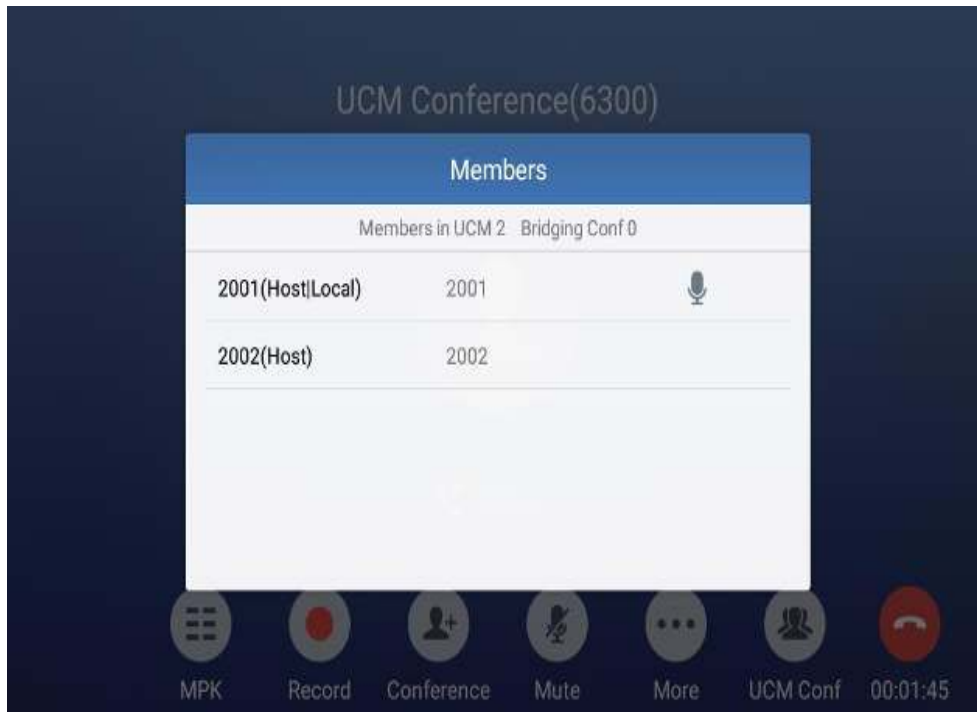 UCM Conference(6300)
Members
Members in UCM 2 Bridging Conf 0
2001(Host|Local) 2001
2002(Host) 2002
MPK Record Conference Mute More UCM Conf 00:01:45